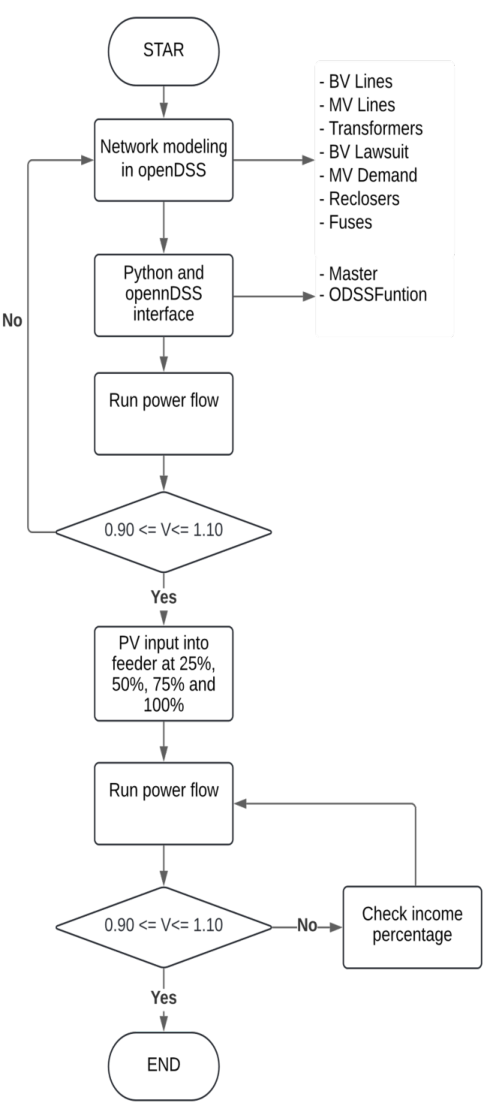 STAR
Network modeling
in openDSS
- BV Lines
- MV Lines
- Transformers
- BV Lawsuit
- MV Demand
- Reclosers
- Fuses
Python and
opennDSS
interface
- Master
- ODSSFuntion
No
Run power flow
0.90 <= V<= 1.10
Yes
PV input into
feeder at 25%,
50%, 75% and
100%
Run power flow
0.90 <= V<= 1.10
No
Check income
percentage
Yes
END